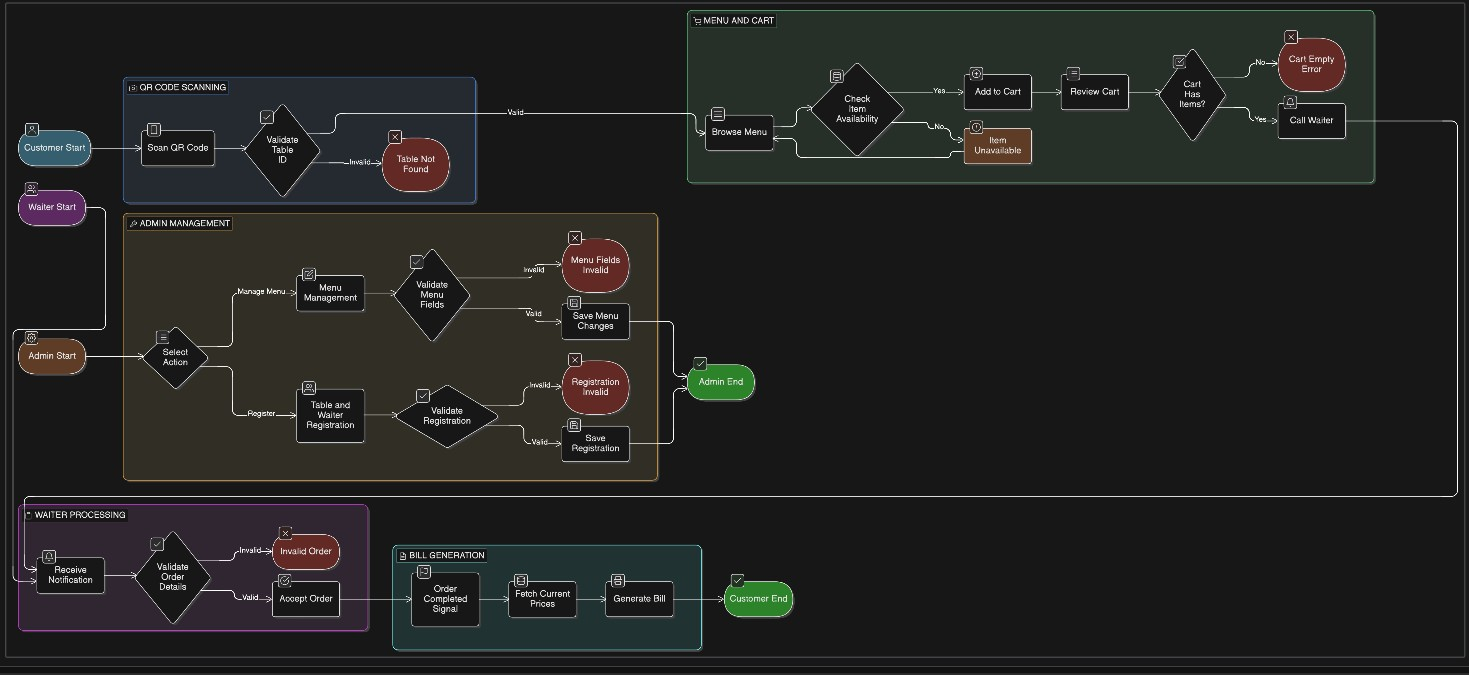 MENU AND CART
Cart Empty
Error
No
Check
Item
Availability
Yes
Add to Cart
Review Cart
Cart
Has
Items?
Yes
Call Waiter
Browse Menu
No
Item
Unavailable
QR CODE SCANNING
Customer Start
Scan QR Code
Validate
Table
ID
Valid
Invalid
Table Not
Found
Waiter Start
ADMIN MANAGEMENT
Menu Fields
Invalid
Invalid
Manage Menu
Menu
Management
Validate
Menu
Fields
Valid
Save Menu
Changes
Admin Start
Select
Action
Registration
Invalid
Invalid
Admin End
Register
Table and
Waiter
Registration
Validate
Registration
Valid
Save
Registration
WAITER PROCESSING
Receive
Notification
Validate
Order
Details
Invalid
Invalid Order
Valid
Accept Order
BILL GENERATION
Order
Completed
Signal
Fetch Current
Prices
Generate Bill
Customer End